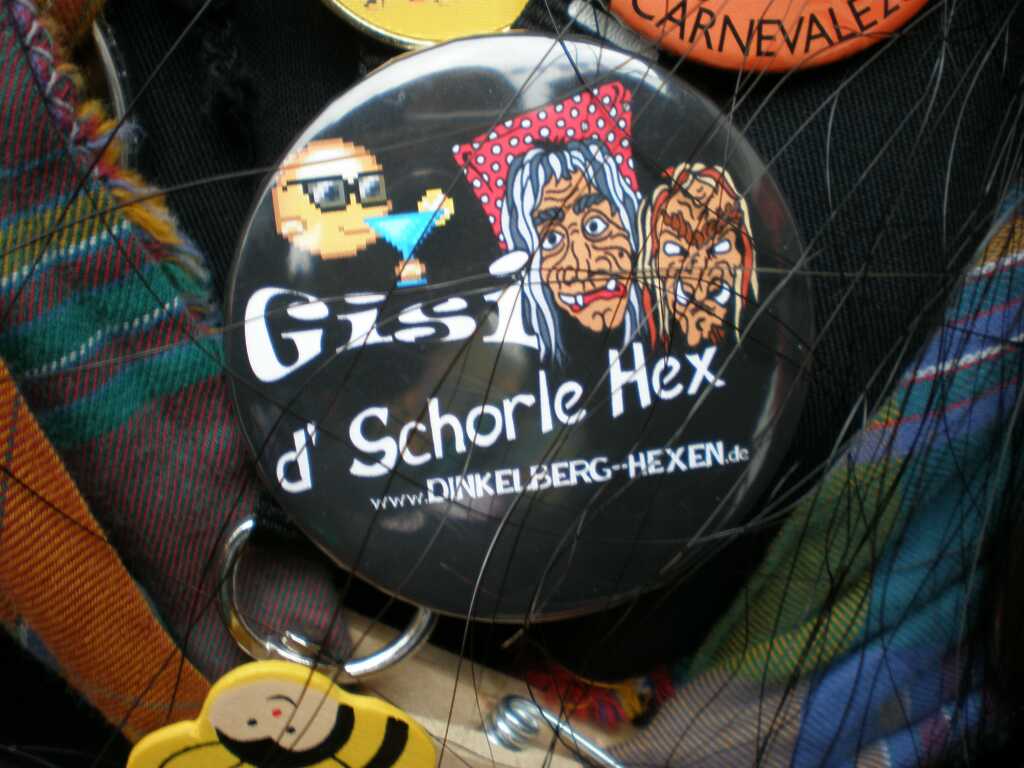 CARNEVALE
Gisi
d' Schorle Hex
www.DINKELBERG--HEXEN.de